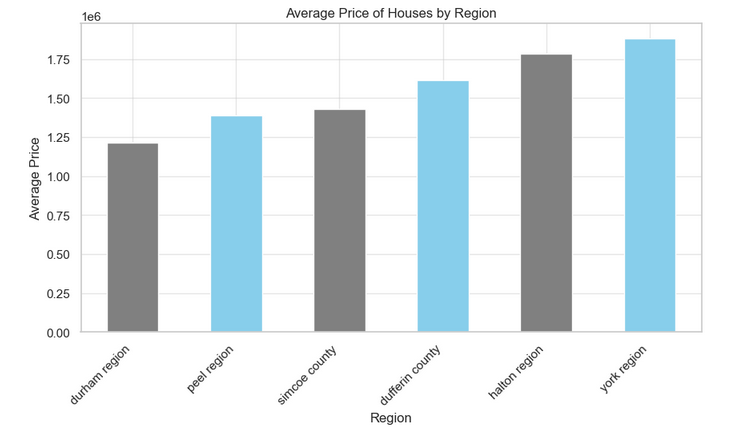 Average Price of Houses by Region
1e6
1.75
1.50
1.25
1.00
0.75
0.50
0.25
0.00
Average Price
durham region
peel region
simcoe county
dufferin county
halton region
york region
Region